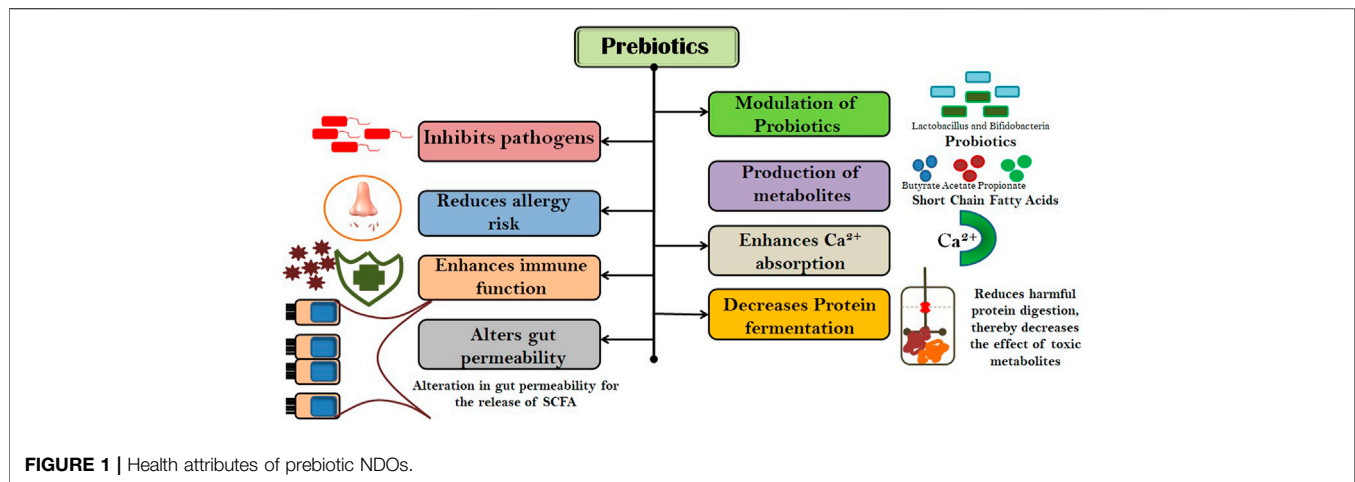 Prebiotics
Inhibits pathogens
Reduces allergy
risk
Enhances immune
function
Alters gut
permeability
Alteration in gut permeability for
the release of SCFA
Modulation of
Probiotics
Lactobacillus and Bifidobacteria
Probiotics
Production of
metabolites
Butyrate Acetate Propionate
Short Chain Fatty Acids
Enhances Ca²⁺
absorption
Ca²⁺
Decreases Protein
fermentation
Reduces harmful
protein digestion,
thereby decreases
the effect of toxic
metabolites
FIGURE 1 | Health attributes of prebiotic NDOs.